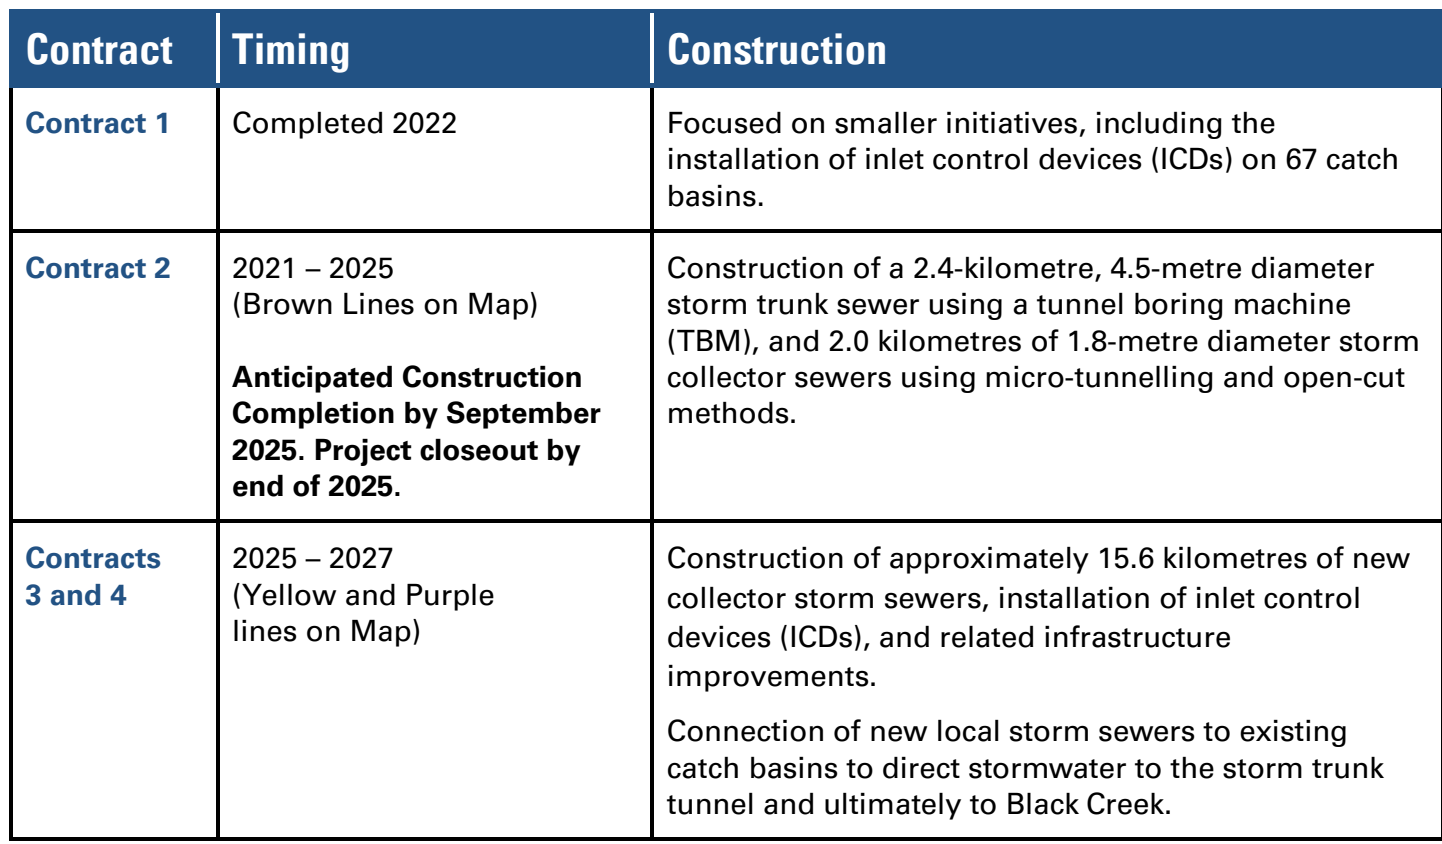 Contract Timing Construction
Contract 1
Completed 2022
Focused on smaller initiatives, including the
installation of inlet control devices (ICDs) on 67 catch
basins.
Contract 2
2021 – 2025
(Brown Lines on Map)
Anticipated Construction
Completion by September
2025. Project closeout by
end of 2025.
Construction of a 2.4-kilometre, 4.5-metre diameter
storm trunk sewer using a tunnel boring machine
(TBM), and 2.0 kilometres of 1.8-metre diameter storm
collector sewers using micro-tunnelling and open-cut
methods.
Contracts
3 and 4
2025 – 2027
(Yellow and Purple
lines on Map)
Construction of approximately 15.6 kilometres of new
collector storm sewers, installation of inlet control
devices (ICDs), and related infrastructure
improvements.
Connection of new local storm sewers to existing
catch basins to direct stormwater to the storm trunk
tunnel and ultimately to Black Creek.